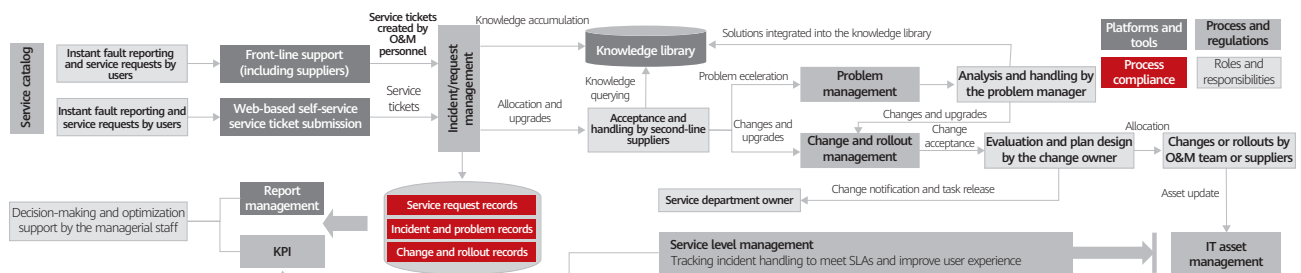 Service catalog
Instant fault reporting
and service requests by
users
Front-line support
(including suppliers)
Service tickets
created by
O&M
personnel
Instant fault reporting and
service requests by users
Web-based self-service
service ticket submission
Service
tickets
Incident/request
management
Knowledge accumulation
Knowledge library
Solutions integrated into the knowledge library
Knowledge
querying
Allocation and
upgrades
Acceptance and
handling by second-line
suppliers
Problem eceleration
Problem
management
Analysis and handling by
the problem manager
Changes and
upgrades
Changes and upgrades
Change and rollout
management
Change
acceptance
Evaluation and plan design
by the change owner
Allocation
Changes or rollouts by
O&M team or suppliers
Change notification and task release
Service department owner
Asset update
Platforms and
tools
Process and
regulations
Process
compliance
Roles and
responsibilities
Decision-making and optimization
support by the managerial staff
Report
management
KPI
Service request records
Incident and problem records
Change and rollout records
Service level management
Tracking incident handling to meet SLAs and improve user experience
IT asset
management